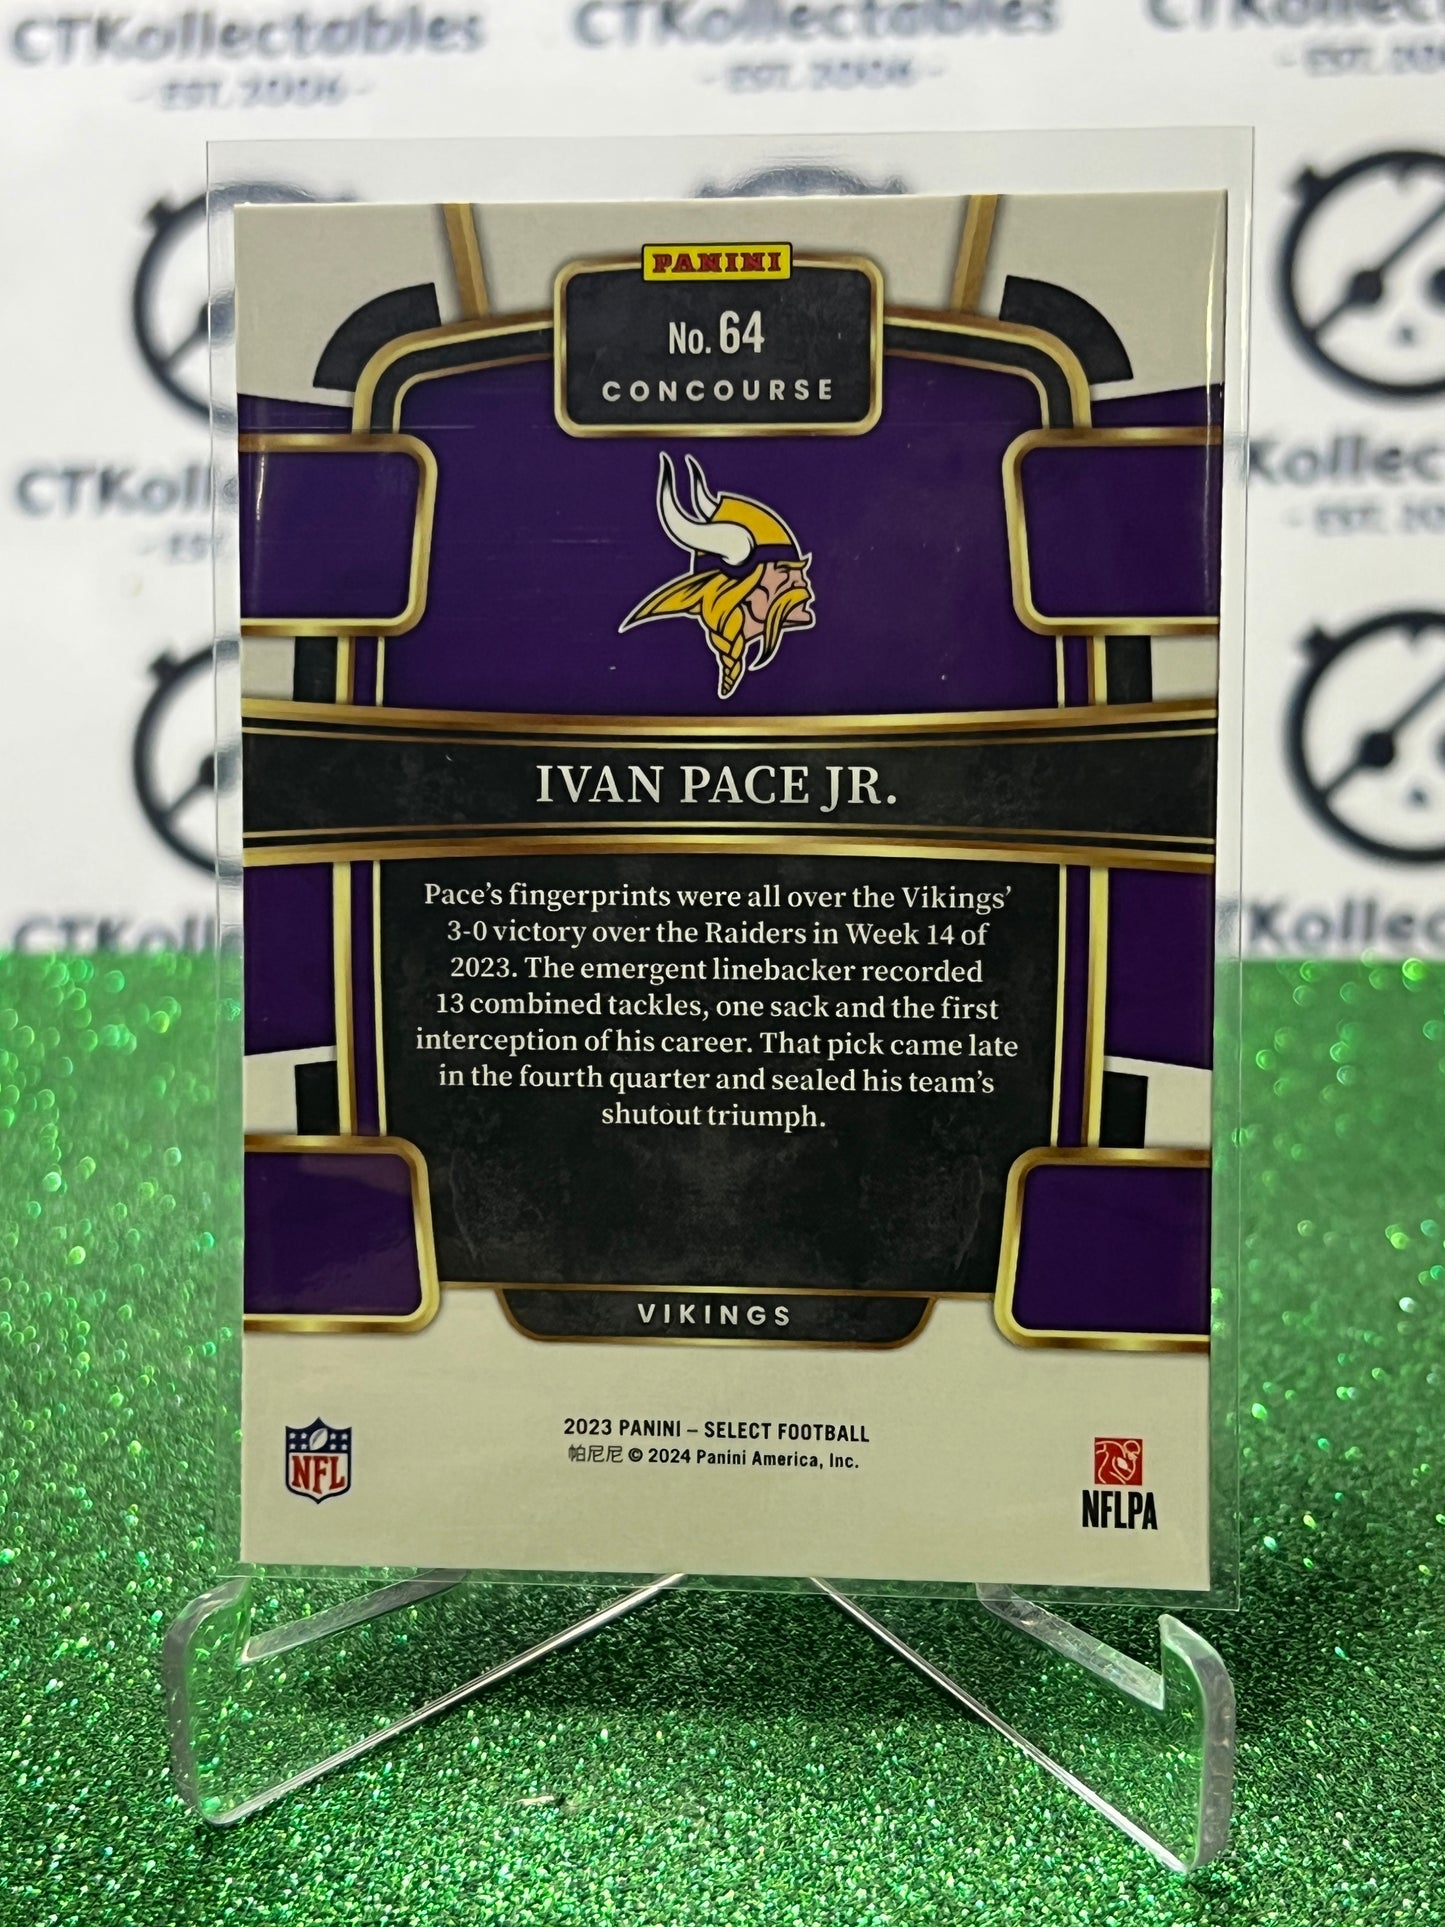 CTKollectables
CTKollectables
CTKollectables
- EST. 2006 -
- EST. 2006 -
PANINI
No. 64
CONCOURSE
IVAN PACE JR.
Pace's fingerprints were all over the Vikings'
3-0 victory over the Raiders in Week 14 of
2023. The emergent linebacker recorded
13 combined tackles, one sack and the first
interception of his career. That pick came late
in the fourth quarter and sealed his team's
shutout triumph.
VIKINGS
2023 PANINI – SELECT FOOTBALL
帕尼尼 © 2024 Panini America, Inc.
NFL
NFLPA